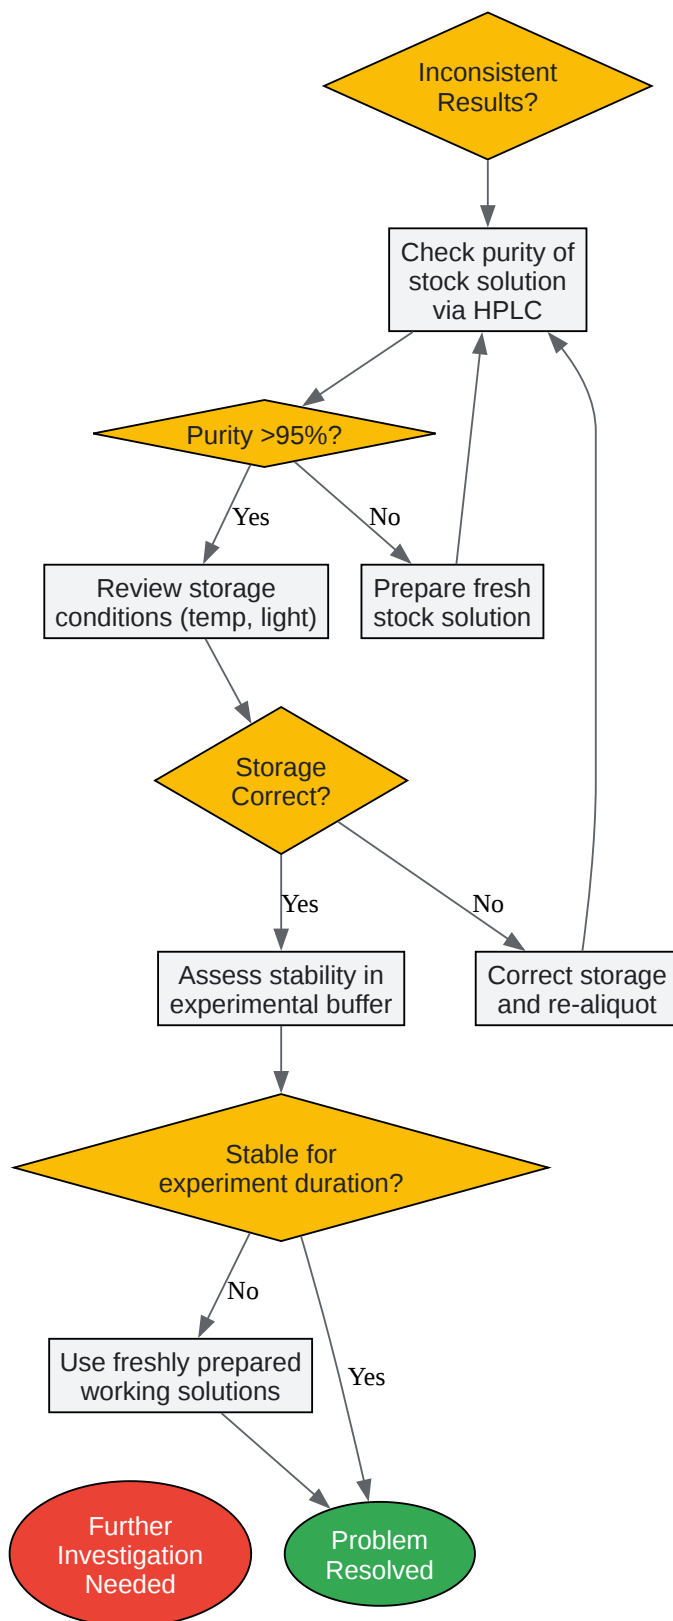 Inconsistent
Results?
Check purity of
stock solution
via HPLC
Purity >95%?
Yes
No
Review storage
conditions (temp, light)
Prepare fresh
stock solution
Storage
Correct?
Yes
No
Assess stability in
experimental buffer
Correct storage
and re-aliquot
Stable for
experiment duration?
No
Yes
Use freshly prepared
working solutions
Further
Investigation
Needed
Problem
Resolved